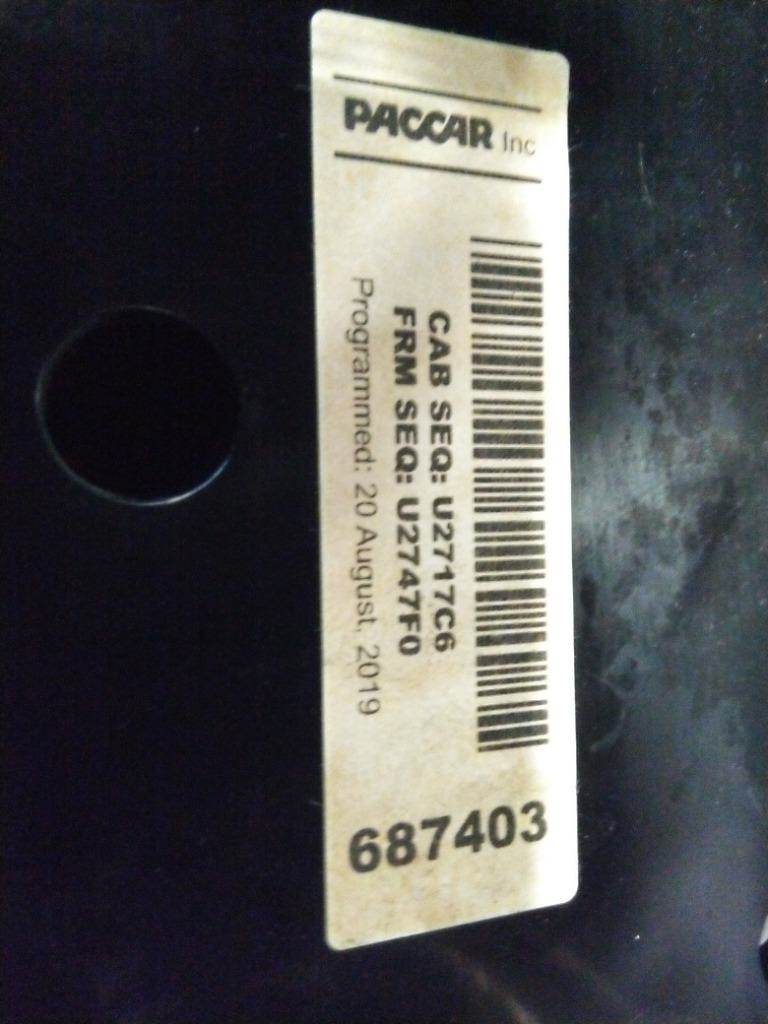 PACCAR Inc
CAB SEQ: U2717C6
FRM SEQ: U2747F0
Programmed: 20 August, 2019
687403